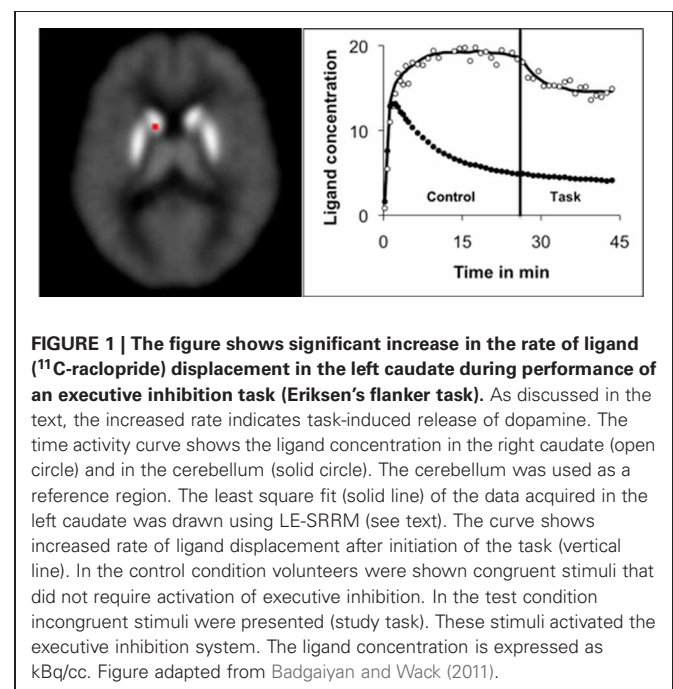 20
10
0
Ligand concentration
Control
Task
0
15
30
45
Time in min
FIGURE 1 | The figure shows significant increase in the rate of ligand
(¹¹C-raclopride) displacement in the left caudate during performance of
an executive inhibition task (Eriksen's flanker task). As discussed in the
text, the increased rate indicates task-induced release of dopamine. The
time activity curve shows the ligand concentration in the right caudate (open
circle) and in the cerebellum (solid circle). The cerebellum was used as a
reference region. The least square fit (solid line) of the data acquired in the
left caudate was drawn using LE-SRRM (see text). The curve shows
increased rate of ligand displacement after initiation of the task (vertical
line). In the control condition volunteers were shown congruent stimuli that
did not require activation of executive inhibition. In the test condition
incongruent stimuli were presented (study task). These stimuli activated the
executive inhibition system. The ligand concentration is expressed as
kBq/cc. Figure adapted from Badgaiyan and Wack (2011).